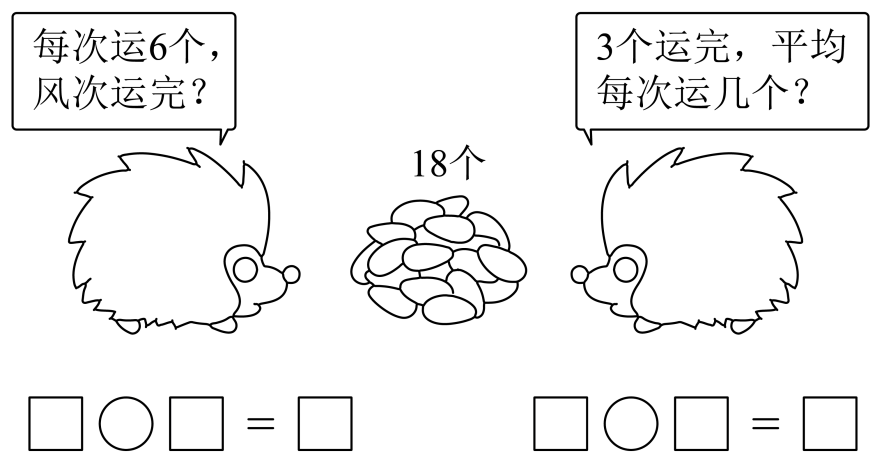 每次运6个，
风次运完？
3个运完，平均
每次运几个？
18个
= 
=